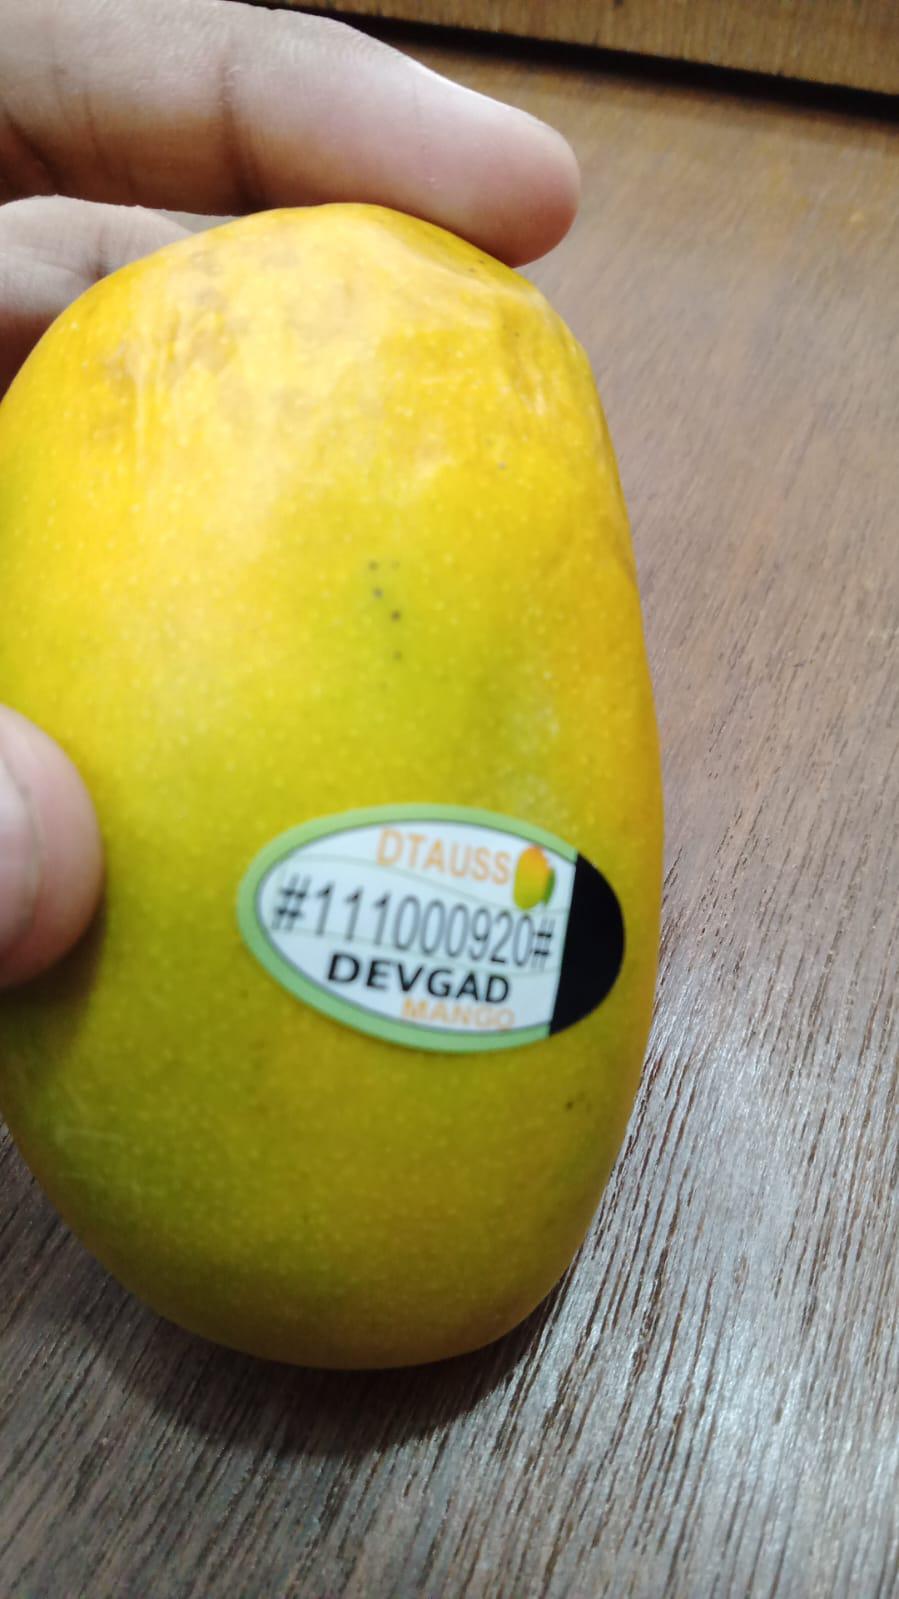 DTAUSS
#111000920#
DEVGAD
MANGO